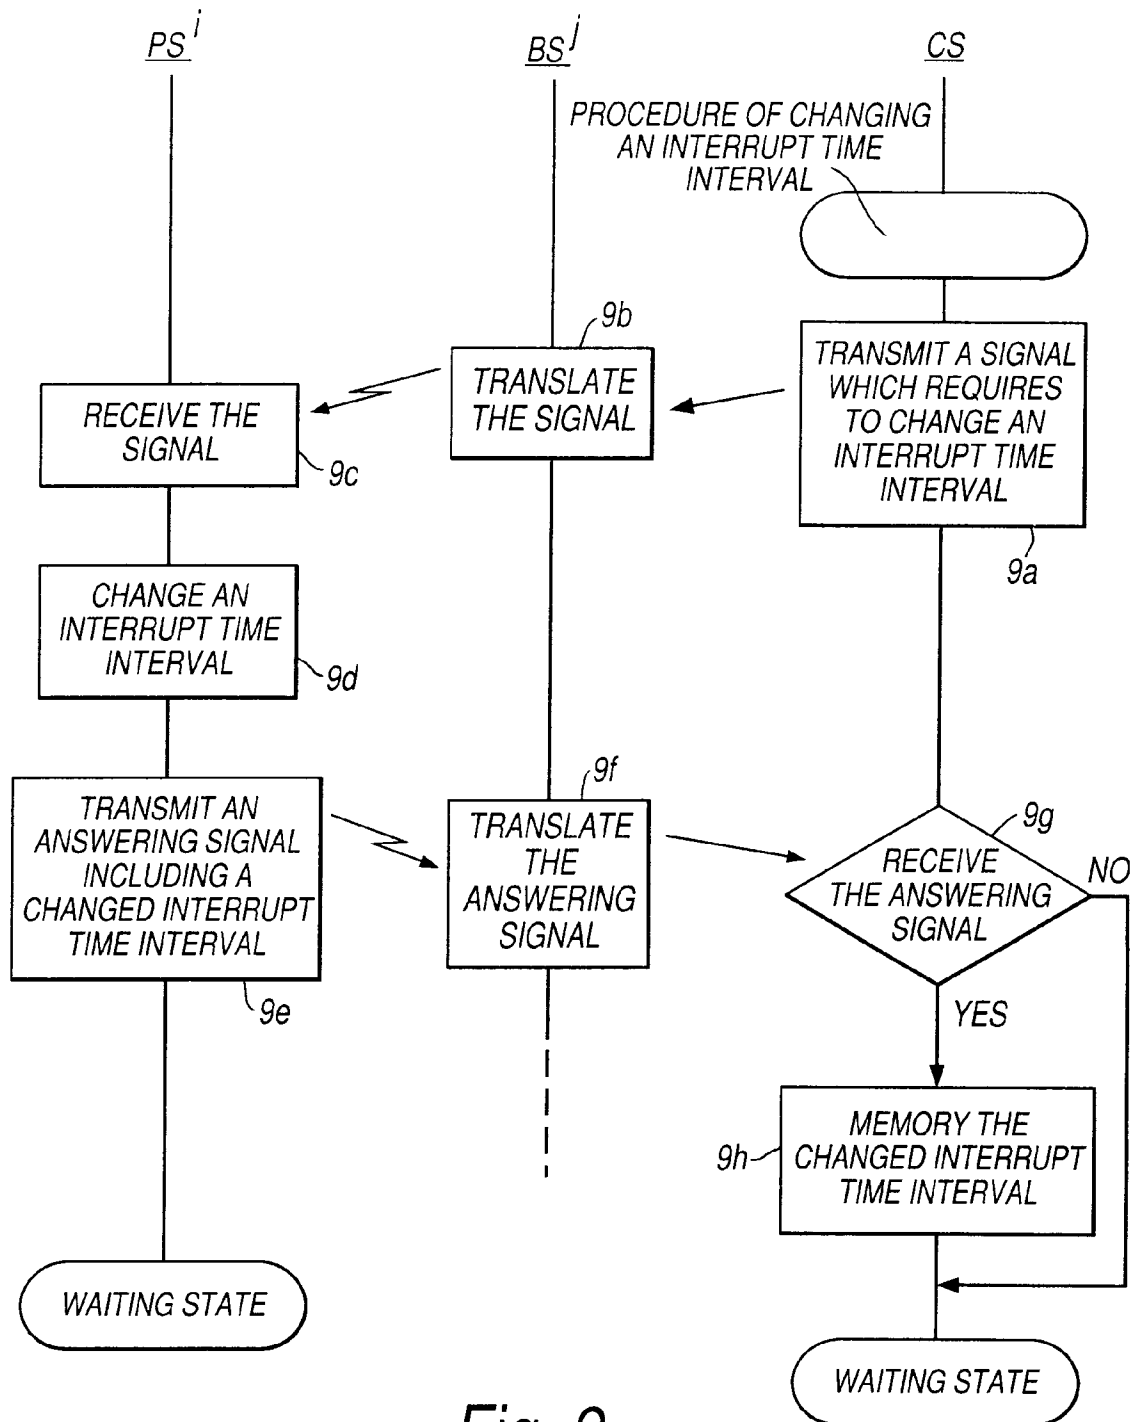 PS i
BS j
CS
PROCEDURE OF CHANGING
AN INTERRUPT TIME
INTERVAL
9b
TRANSMIT A SIGNAL
WHICH REQUIRES
TO CHANGE AN
INTERRUPT TIME
INTERVAL
9a
TRANSLATE
THE SIGNAL
RECEIVE THE
SIGNAL
9c
CHANGE AN
INTERRUPT TIME
INTERVAL
9d
TRANSMIT AN
ANSWERING SIGNAL
INCLUDING A
CHANGED INTERRUPT
TIME INTERVAL
9e
9f
TRANSLATE
THE
ANSWERING
SIGNAL
9g
RECEIVE
THE ANSWERING
SIGNAL
NO
YES
9h
MEMORY THE
CHANGED INTERRUPT
TIME INTERVAL
WAITING STATE
WAITING STATE